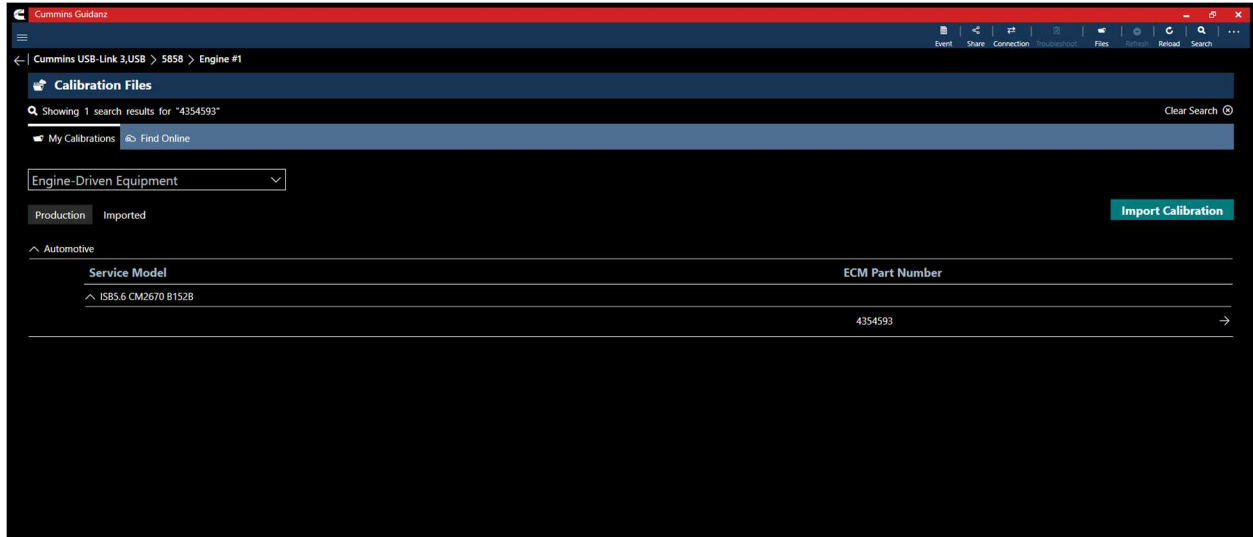 Cummins Guidanz
Event Share Connection Troubleshoot Files Refresh Reload Search
Cummins USB-Link 3,USB > 5858 > Engine #1
Calibration Files
Showing 1 search results for "4354593"
Clear Search
My Calibrations Find Online
Engine-Driven Equipment
Production Imported
Import Calibration
Automotive
Service Model ECM Part Number
ISB5.6 CM2670 B152B
4354593